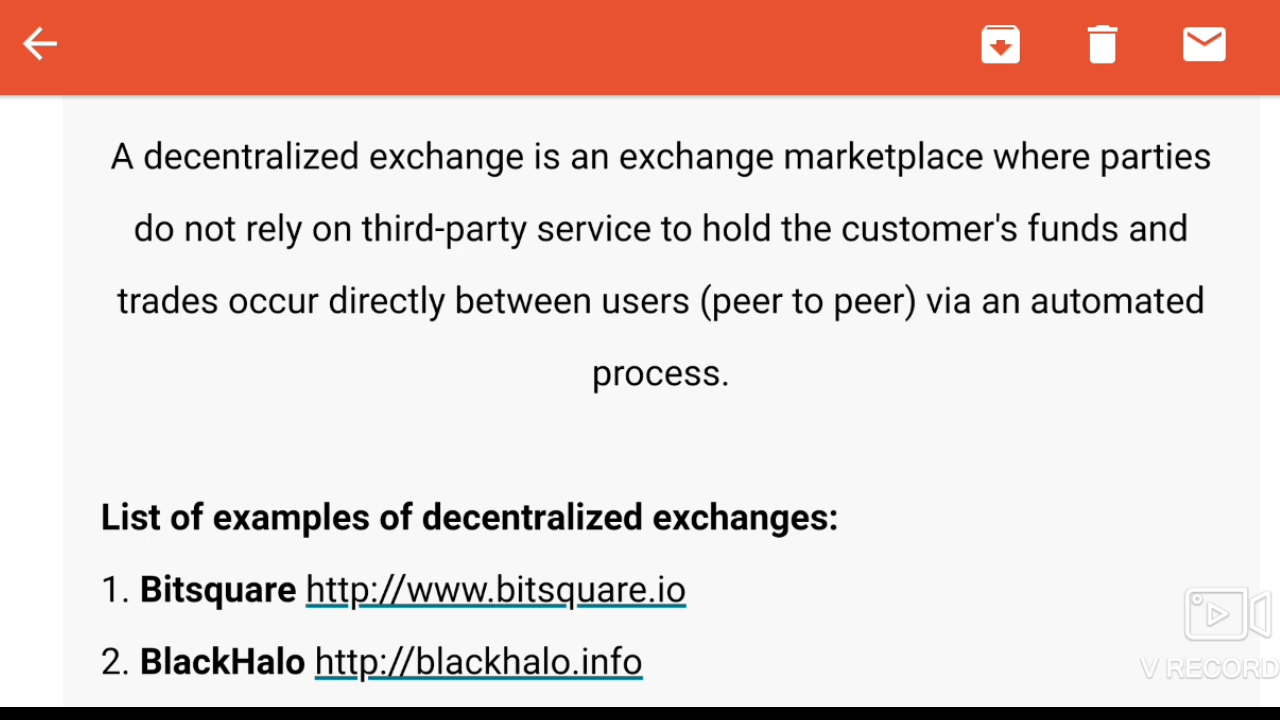 A decentralized exchange is an exchange marketplace where parties
do not rely on third-party service to hold the customer's funds and
trades occur directly between users (peer to peer) via an automated
process.
List of examples of decentralized exchanges:
1. Bitsquare http://www.bitsquare.io
2. BlackHalo http://blackhalo.info
V RECORD